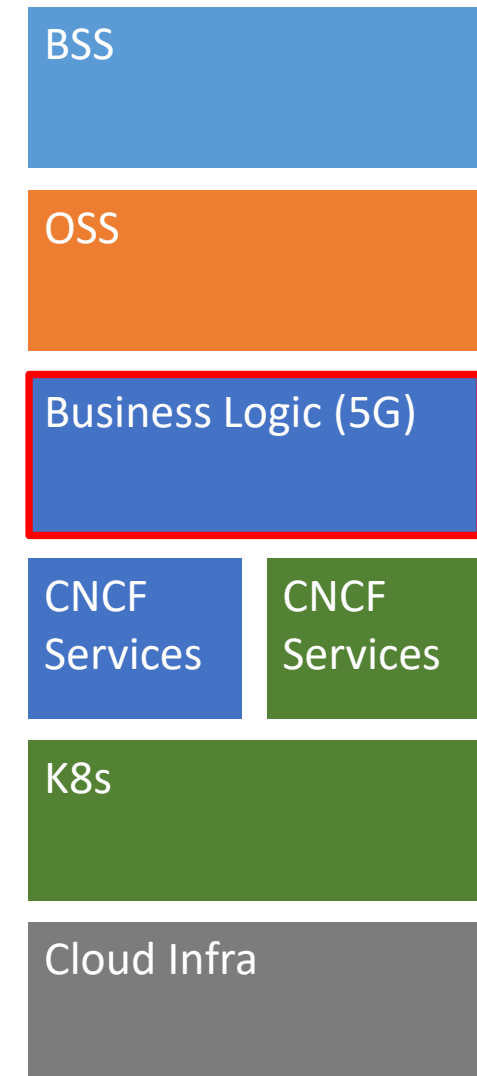 BSS
OSS
Business Logic (5G)
CNCF
Services
CNCF
Services
K8s
Cloud Infra